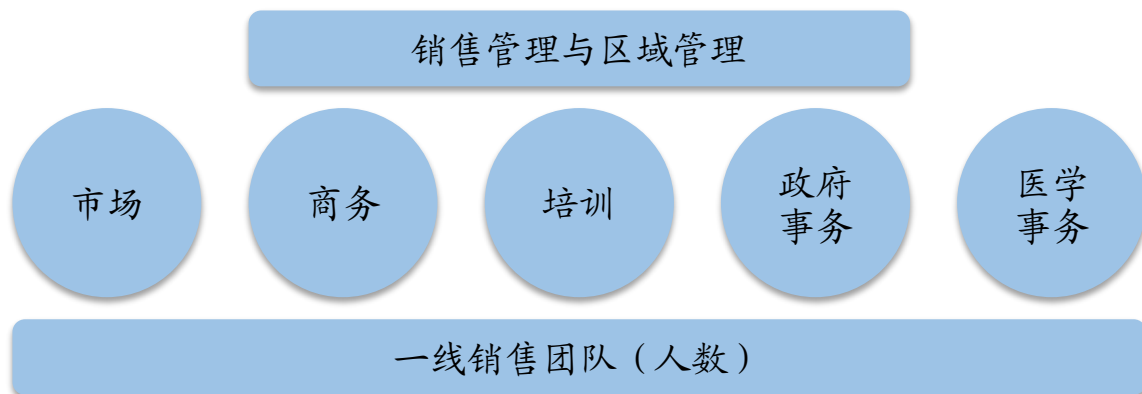 销售管理与区域管理
市场
商务
培训
政府
事务
医学
事务
一线销售团队（人数）